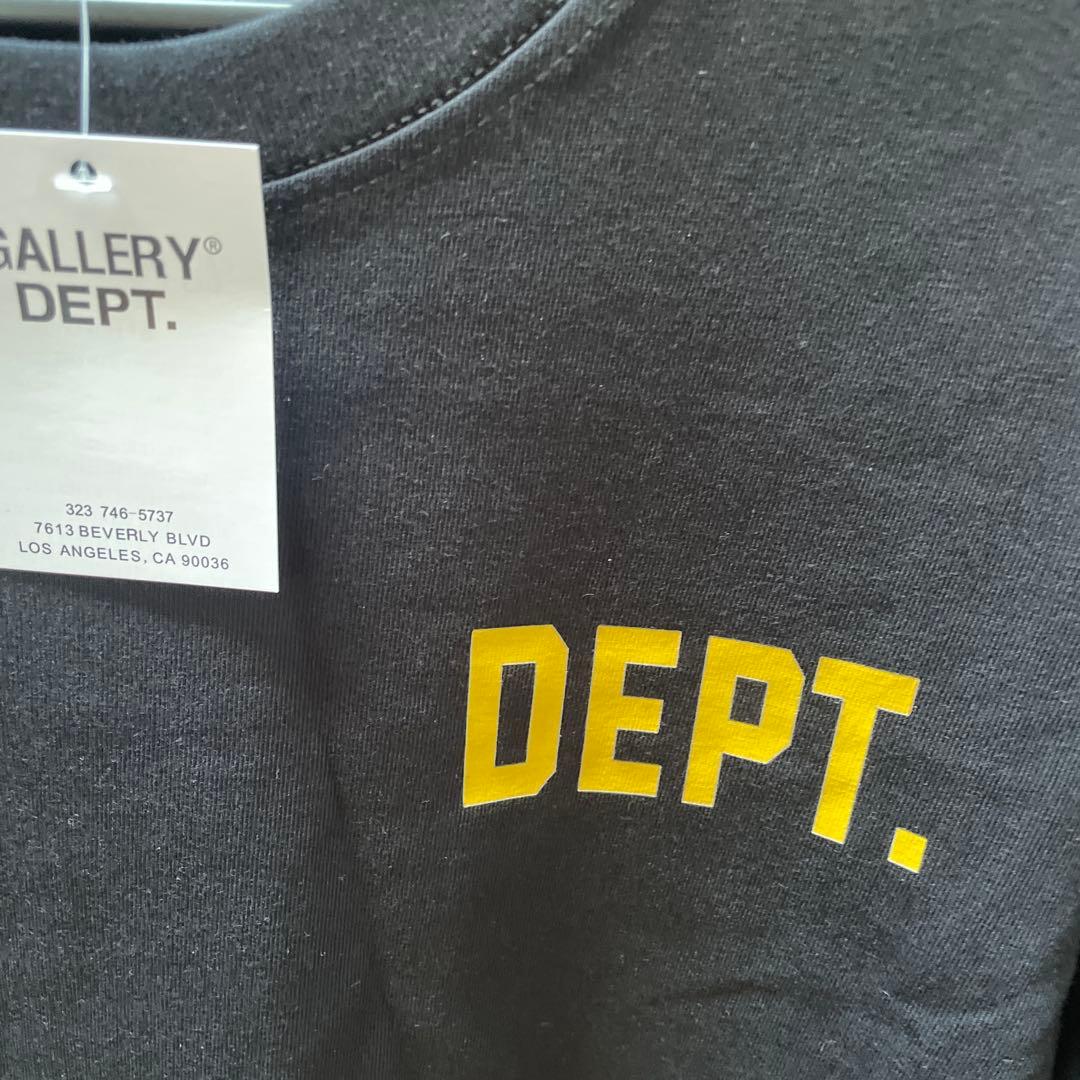 GALLERY®
DEPT.
323 746-5737
7613 BEVERLY BLVD
LOS ANGELES, CA 90036
DEPT.